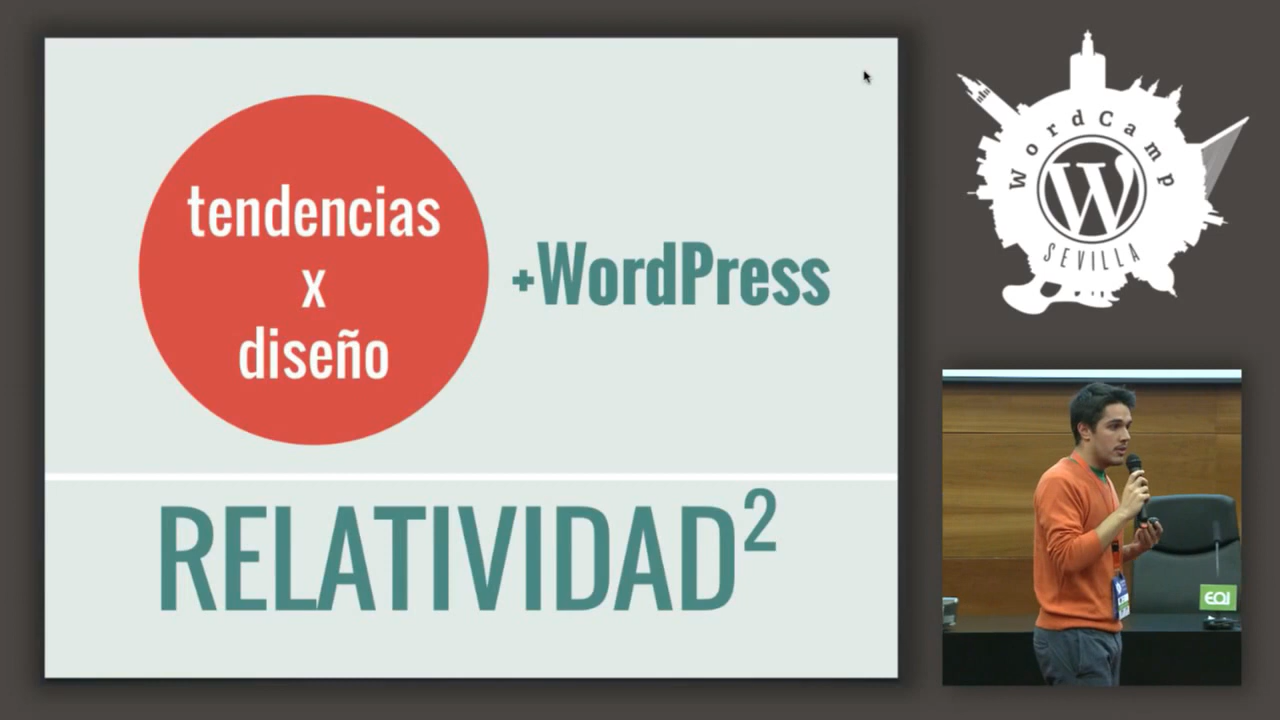 tendencias
x
diseño
+WordPress
RELATIVIDAD²
WordCamp
W
SEVILLA
EOI